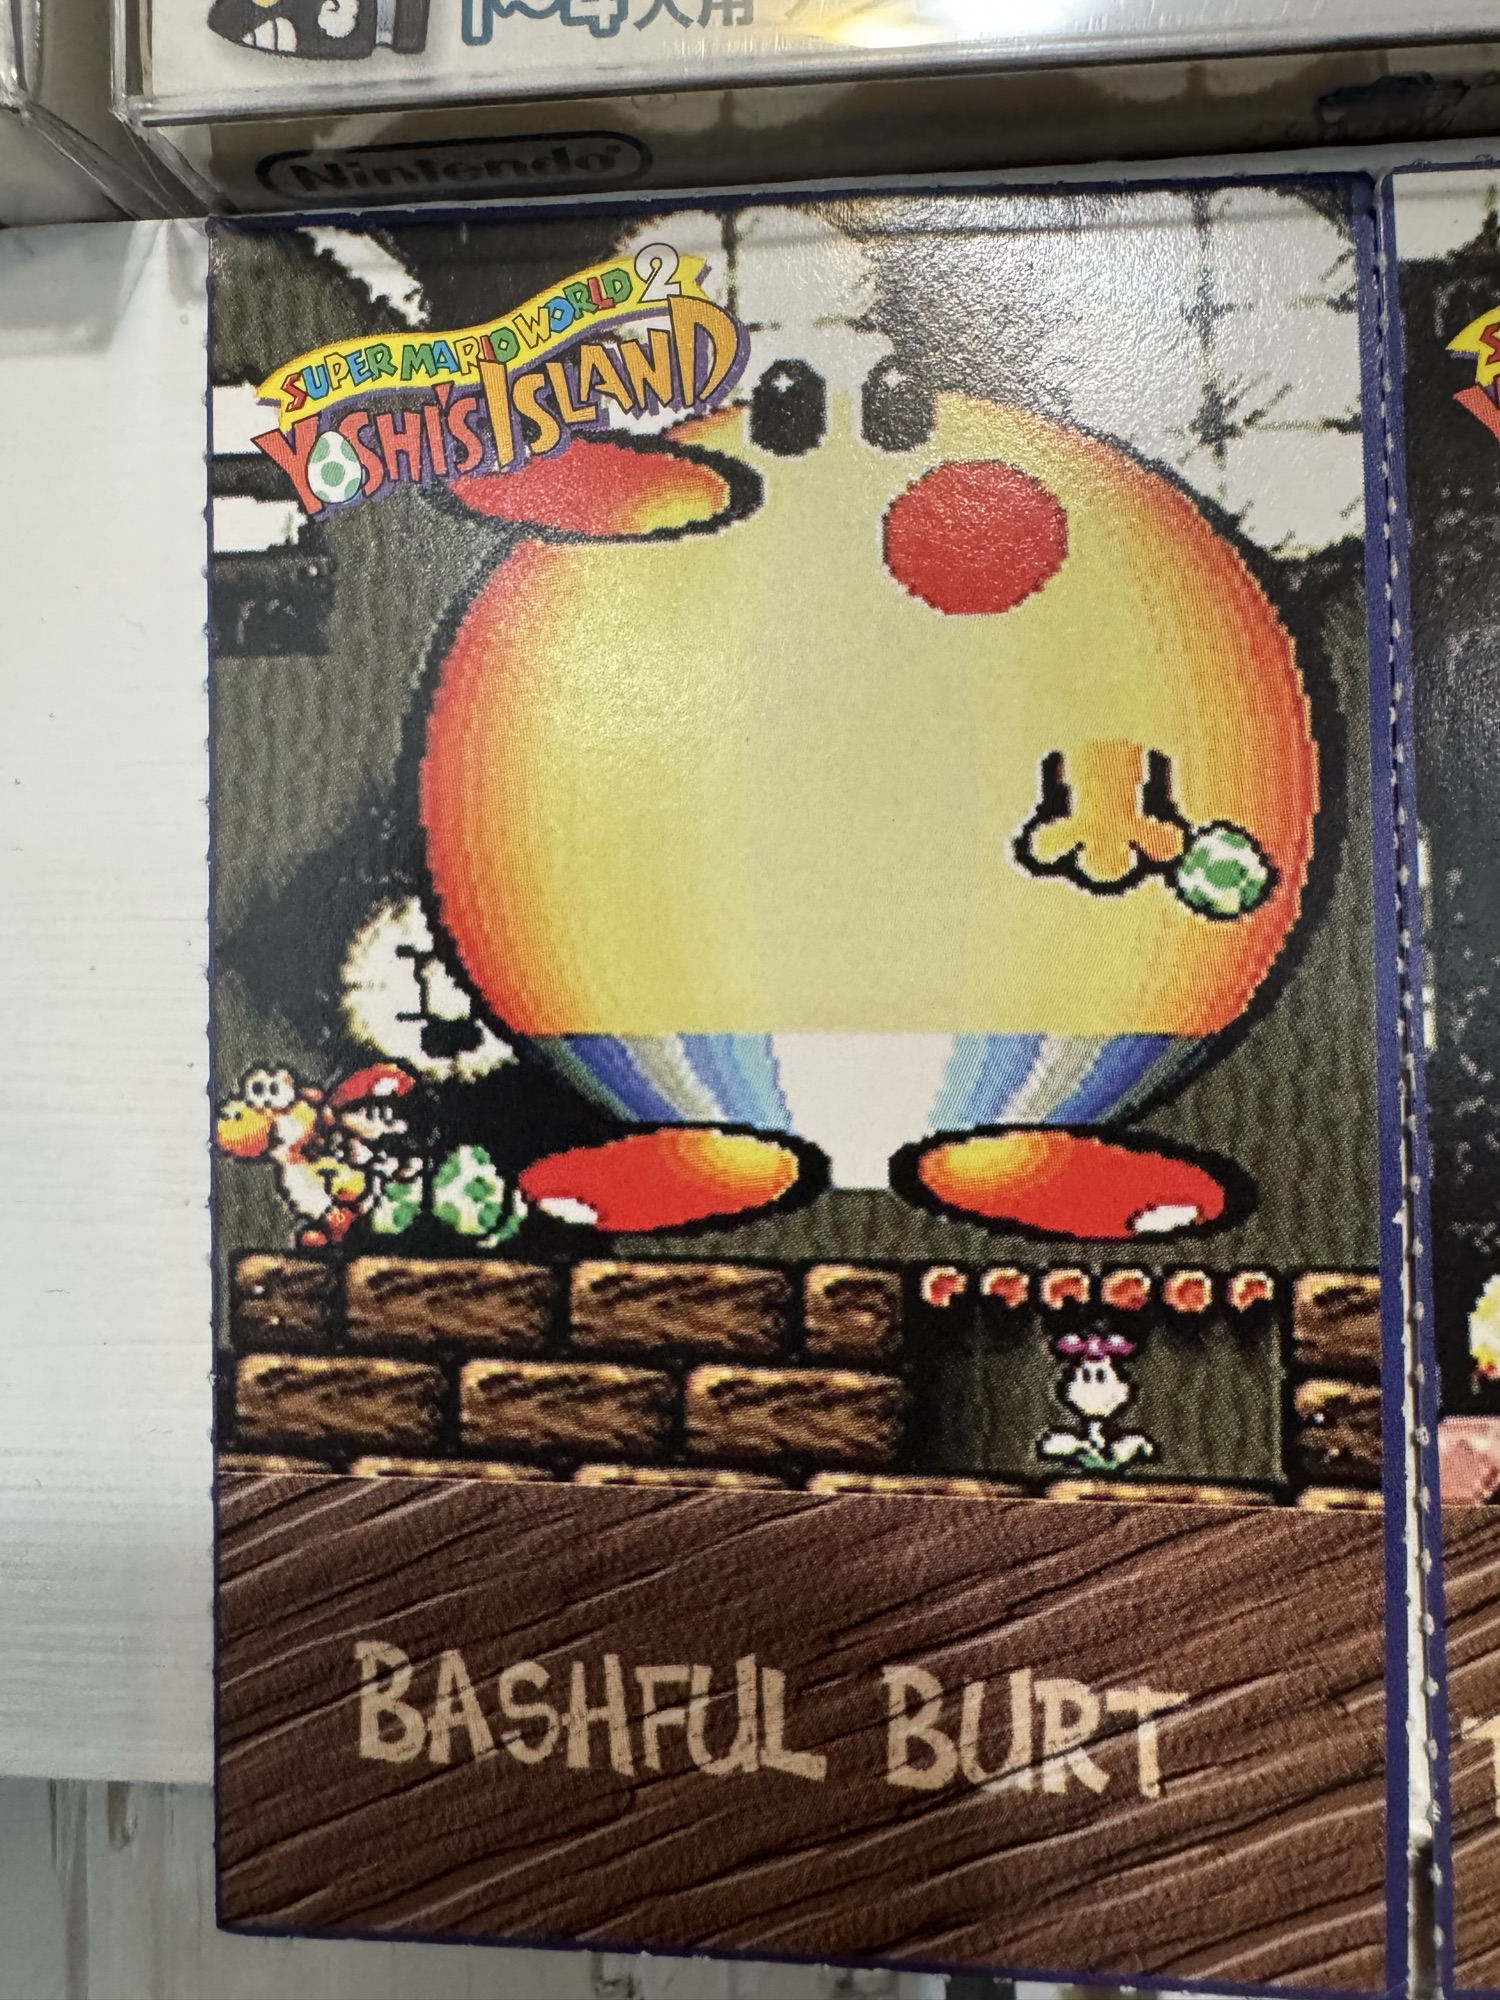 Nintendo
SUPER MARIO WORLD 2
YOSHI'S ISLAND
BASHFUL BURT